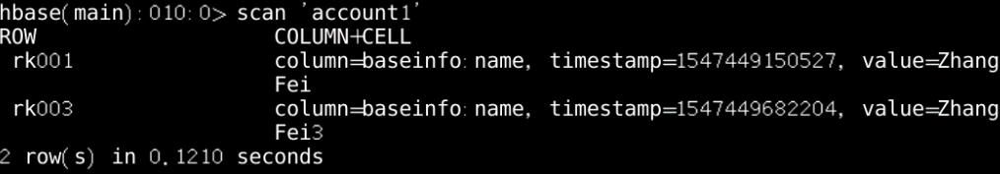 hbase(main):010:0> scan 'account1'
ROW COLUMN+CELL
rk001 column=baseinfo:name, timestamp=1547449150527, value=Zhang
Fei
rk003 column=baseinfo:name, timestamp=1547449682204, value=Zhang
Fei3
2 row(s) in 0.1210 seconds